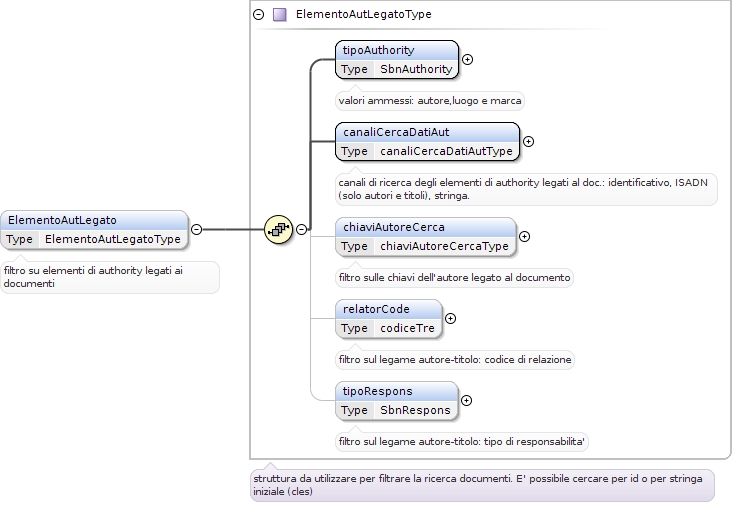 ElementoAutLegatoType
tipoAuthority
Type SbnAuthority
valori ammessi: autore,luogo e marca
canaliCercaDatiAut
Type canaliCercaDatiAutType
canali di ricerca degli elementi di authority legati al doc.: identificativo, ISADN
(solo autori e titoli), stringa.
ElementoAutLegato
Type ElementoAutLegatoType
filtro su elementi di authority legati ai
documenti
chiaviAutoreCerca
Type chiaviAutoreCercaType
filtro sulle chiavi dell'autore legato al documento
relatorCode
Type codiceTre
filtro sul legame autore-titolo: codice di relazione
tipoRespons
Type SbnRespons
filtro sul legame autore-titolo: tipo di responsabilita'
struttura da utilizzare per filtrare la ricerca documenti. E' possibile cercare per id o per stringa
iniziale (cles)